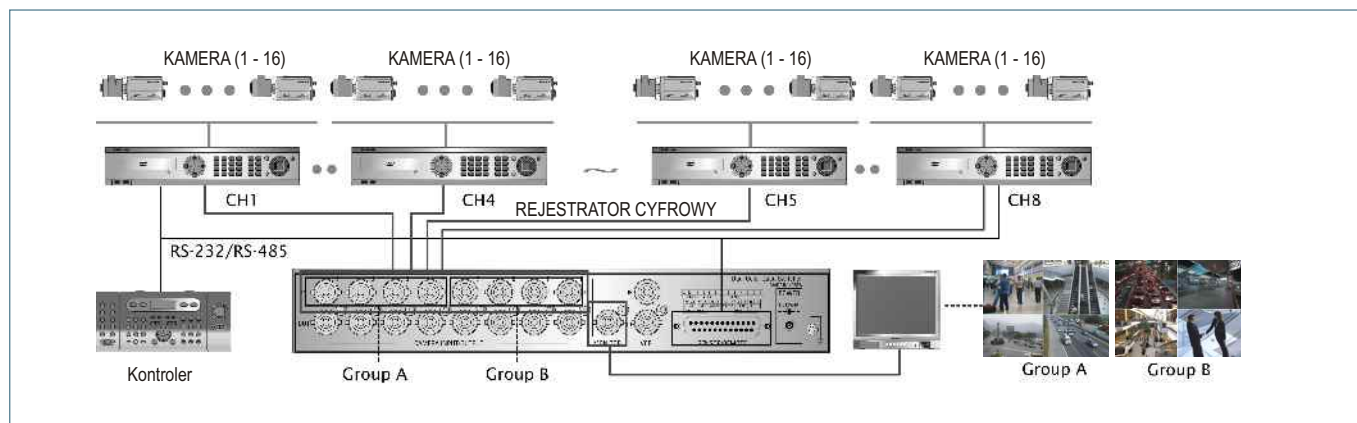 KAMERA (1 - 16)
KAMERA (1 - 16)
KAMERA (1 - 16)
KAMERA (1 - 16)
CH1
CH4
CH5
CH8
REJESTRATOR CYFROWY
RS-232/RS-485
Kontroler
Group A
Group B
Group A
Group B